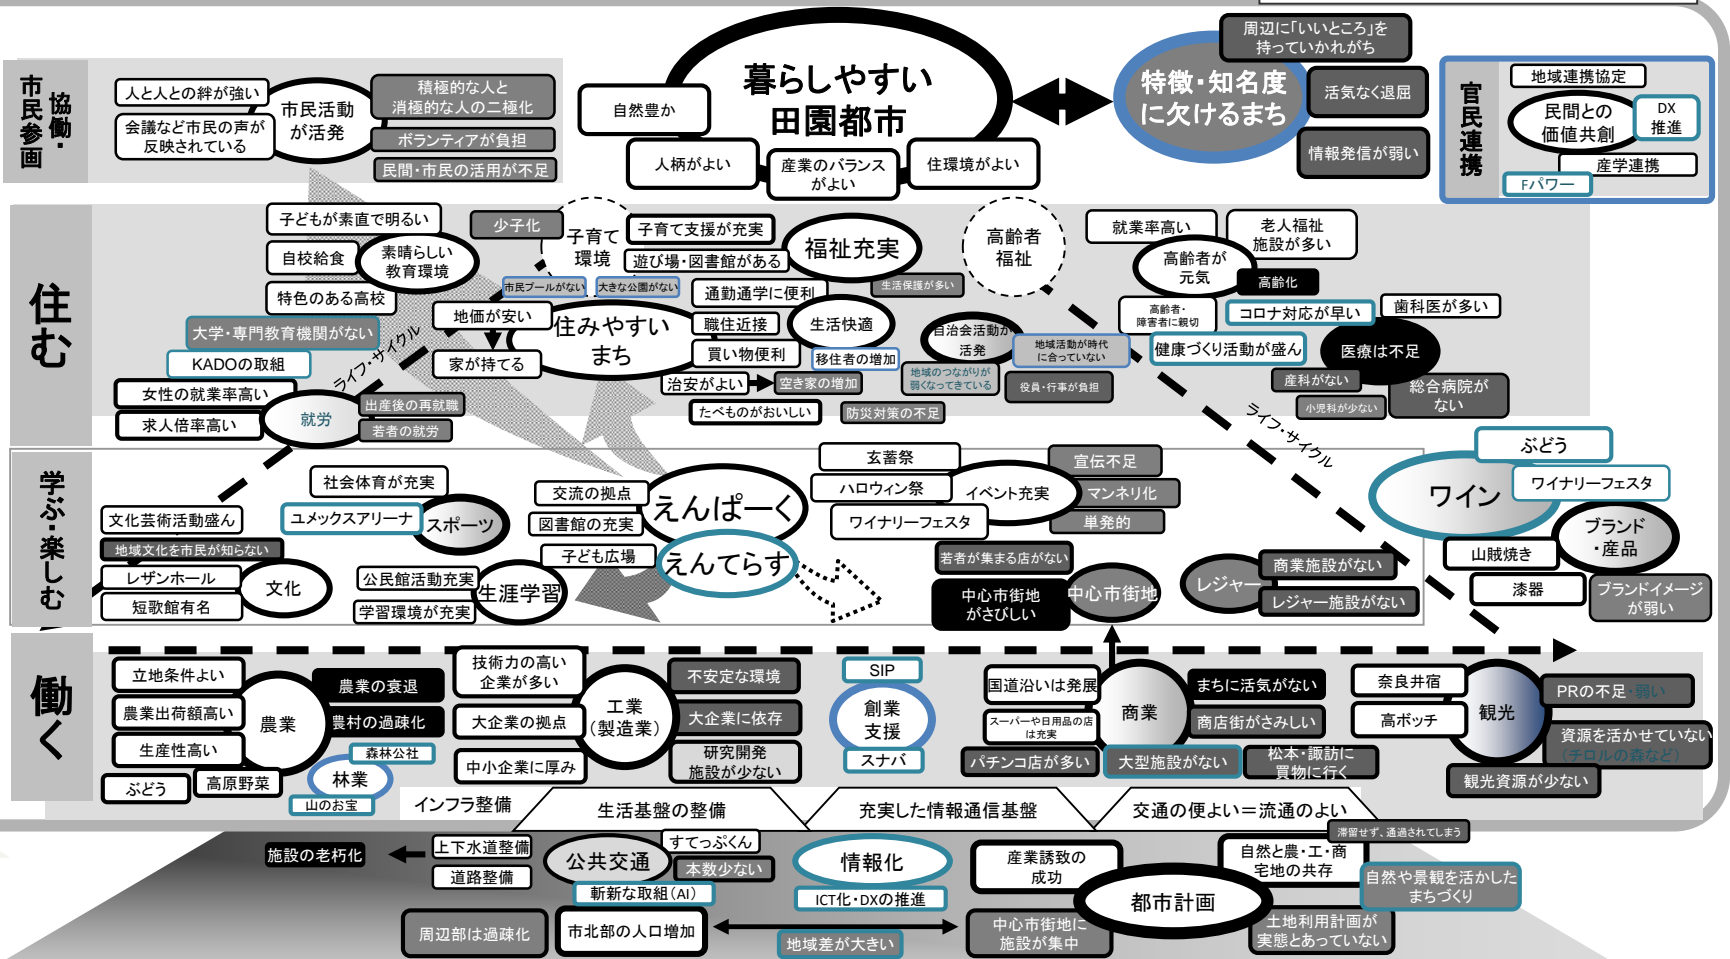 協働・
市民参画
人と人との絆が強い
会議など市民の声が
反映されている
市民活動
が活発
積極的な人と
消極的な人の二極化
ボランティアが負担
民間・市民の活用が不足
暮らしやすい
田園都市
自然豊か
人柄がよい
産業のバランス
がよい
住環境がよい
特徴・知名度
に欠けるまち
周辺に「いいところ」を
持っていかれがち
活気なく退屈
情報発信が弱い
官民連携
地域連携協定
民間との
価値共創
DX
推進
産学連携
Fパワー
住む
子どもが素直で明るい
自校給食
特色のある高校
素晴らしい
教育環境
大学・専門教育機関がない
KADOの取組
女性の就業率高い
求人倍率高い
就労
出産後の再就職
若者の就労
ライフ・サイクル
少子化
子育て
環境
子育て支援が充実
遊び場・図書館がある
市民プールがない
大きな公園がない
福祉充実
生活保護が多い
地価が安い
家が持てる
住みやすい
まち
通勤通学に便利
職住近接
買い物便利
生活快適
移住者の増加
治安がよい
空き家の増加
たべものがおいしい
防災対策の不足
自治会活動が
活発
地域活動が時代
に合っていない
地域のつながりが
弱くなってきている
役員・行事が負担
高齢者
福祉
就業率高い
老人福祉
施設が多い
高齢者が
元気
高齢化
高齢者・
障害者に親切
コロナ対応が早い
歯科医が多い
健康づくり活動が盛ん
医療は不足
産科がない
小児科が少ない
総合病院が
ない
ライフ・サイクル
学ぶ・楽しむ
社会体育が充実
ユメックスアリーナ
スポーツ
文化芸術活動盛ん
地域文化を市民が知らない
レザンホール
短歌館有名
文化
公民館活動充実
学習環境が充実
生涯学習
交流の拠点
図書館の充実
子ども広場
えんぱーく
えんてらす
玄蕃祭
ハロウィン祭
ワイナリーフェスタ
イベント充実
宣伝不足
マンネリ化
単発的
若者が集まる店がない
中心市街地
がさびしい
中心市街地
レジャー
商業施設がない
レジャー施設がない
ワイン
ぶどう
ワイナリーフェスタ
ブランド
・産品
山賊焼き
漆器
ブランドイメージ
が弱い
働く
立地条件よい
農業出荷額高い
生産性高い
ぶどう
高原野菜
農業
農業の衰退
農村の過疎化
森林公社
林業
山のお宝
技術力の高い
企業が多い
大企業の拠点
中小企業に厚み
工業
（製造業）
不安定な環境
大企業に依存
研究開発
施設が少ない
SIP
創業
支援
スナバ
国道沿いは発展
スーパーや日用品の店
は充実
パチンコ店が多い
商業
まちに活気がない
商店街がさみしい
大型施設がない
松本・諏訪に
買物に行く
奈良井宿
高ボッチ
観光
PRの不足・弱い
資源を活かせていない
（チロルの森など）
観光資源が少ない
インフラ整備
生活基盤の整備
充実した情報通信基盤
交通の便よい＝流通のよい
施設の老朽化
上下水道整備
道路整備
公共交通
すてっぷくん
本数少ない
斬新な取組（AI）
情報化
ICT化・DXの推進
産業誘致の
成功
都市計画
滞留せず、通過されてしまう
自然と農・工・商
宅地の共存
自然や景観を活かした
まちづくり
周辺部は過疎化
市北部の人口増加
地域差が大きい
中心市街地に
施設が集中
土地利用計画が
実態とあっていない